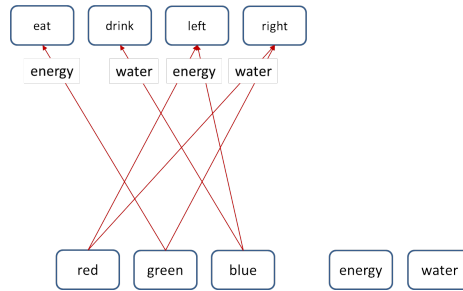 eat drink left right
energy water energy water
red green blue energy water